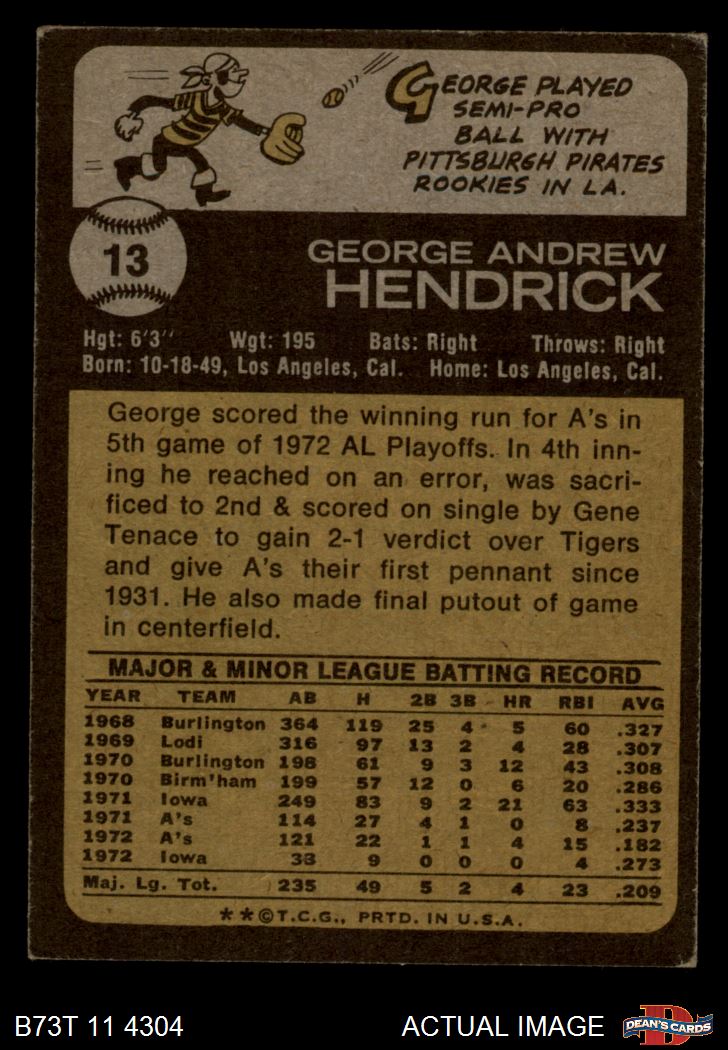 GEORGE PLAYED
SEMI-PRO
BALL WITH
PITTSBURGH PIRATES
ROOKIES IN LA.
13
GEORGE ANDREW
HENDRICK
Hgt: 6'3'' Wgt: 195 Bats: Right Throws: Right
Born: 10-18-49, Los Angeles, Cal. Home: Los Angeles, Cal.
George scored the winning run for A's in
5th game of 1972 AL Playoffs. In 4th inn-
ing he reached on an error, was sacri-
ficed to 2nd & scored on single by Gene
Tenace to gain 2-1 verdict over Tigers
and give A's their first pennant since
1931. He also made final putout of game
in centerfield.
MAJOR & MINOR LEAGUE BATTING RECORD
YEAR TEAM AB H 2B 3B HR RBI AVG
1968 Burlington 364 119 25 4 5 60 .327
1969 Lodi 316 97 13 2 4 28 .307
1970 Burlington 198 61 9 3 12 43 .308
1970 Birm'ham 199 57 12 0 6 20 .286
1971 Iowa 249 83 9 2 21 63 .333
1971 A's 114 27 4 1 0 8 .237
1972 A's 121 22 1 1 4 15 .182
1972 Iowa 33 9 0 0 0 4 .273
Maj. Lg. Tot. 235 49 5 2 4 23 .209
**©T.C.G., PRTD. IN U.S.A.
B73T 11 4304 ACTUAL IMAGE D DEAN'S CARDS